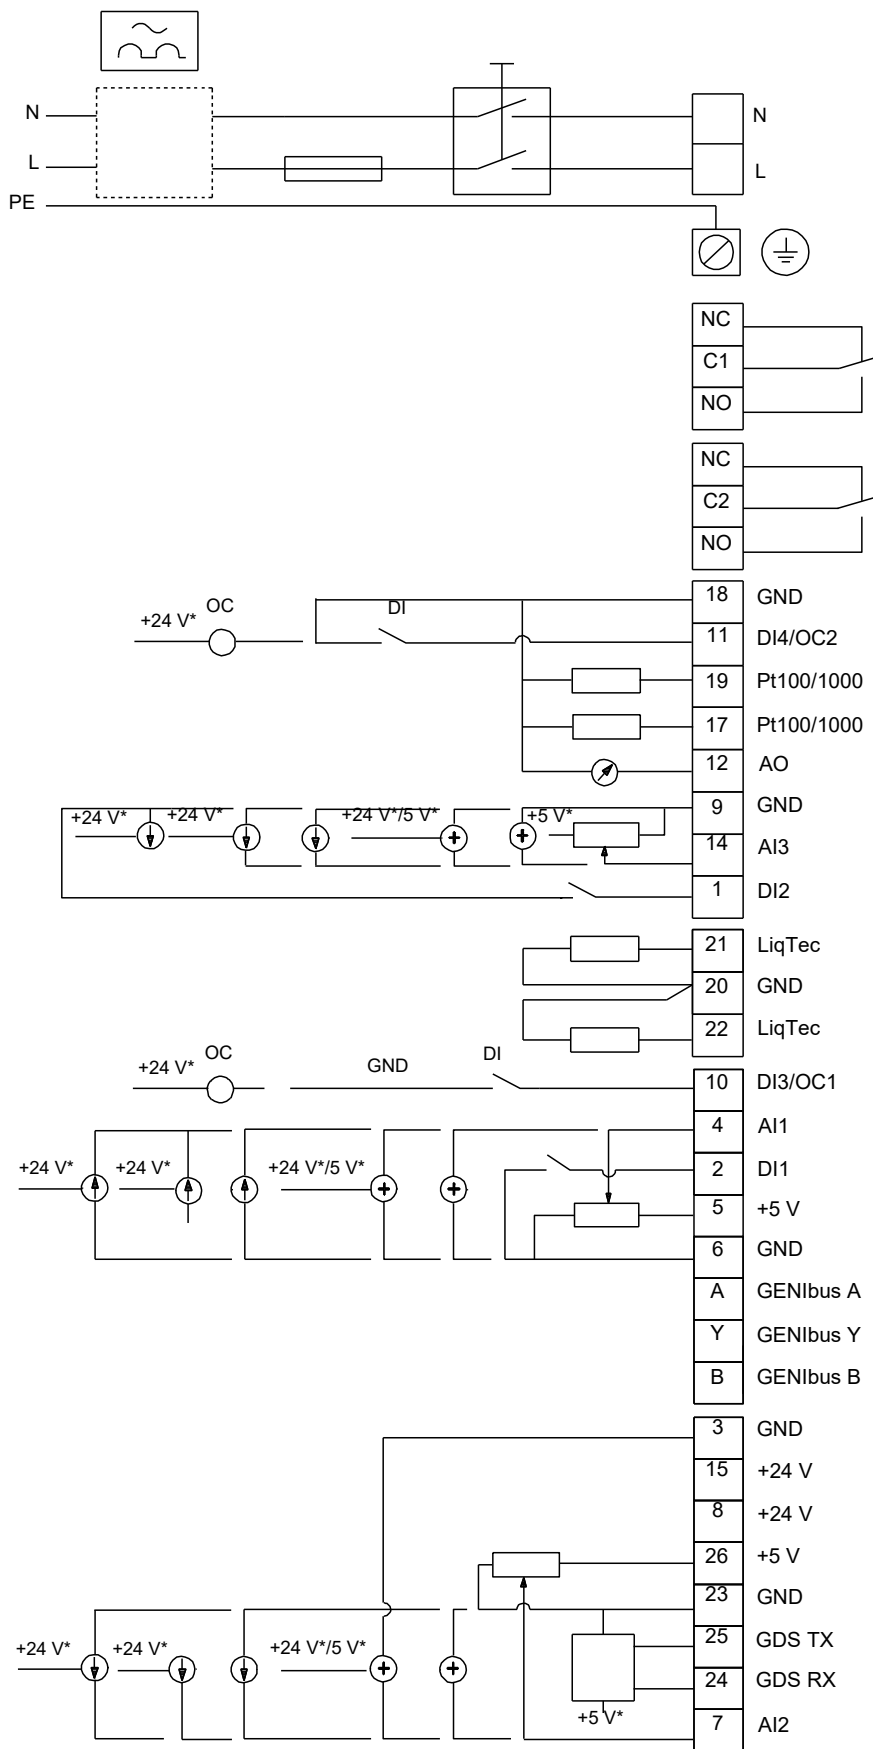 N
N
L
L
PE
NC
C1
NO
NC
C2
NO
+24 V* OC DI 18 GND
11 DI4/OC2
19 Pt100/1000
17 Pt100/1000
12 AO
+24 V* +24 V* +24 V*/5 V* +5 V* 9 GND
14 AI3
1 DI2
21 LiqTec
20 GND
22 LiqTec
+24 V* OC GND DI 10 DI3/OC1
4 AI1
+24 V* +24 V* +24 V*/5 V* 2 DI1
5 +5 V
6 GND
A GENIbus A
Y GENIbus Y
B GENIbus B
3 GND
15 +24 V
8 +24 V
26 +5 V
23 GND
25 GDS TX
+24 V* +24 V* +24 V*/5 V*
24 GDS RX
+5 V* 7 AI2